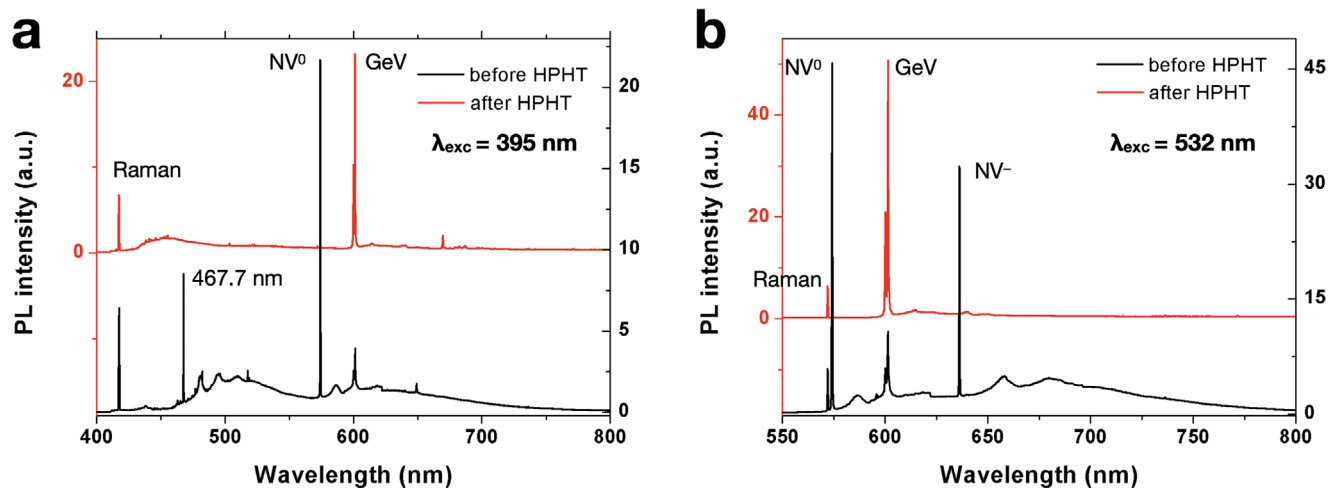 a
NV⁰
GeV
before HPHT
after HPHT
λexc = 395 nm
Raman
467.7 nm
PL intensity (a.u.)
20
0
20
15
10
5
0
400
500
600
700
800
Wavelength (nm)
b
NV⁰
GeV
before HPHT
after HPHT
λexc = 532 nm
NV⁻
Raman
PL intensity (a.u.)
40
20
0
45
30
15
0
550
600
650
700
750
800
Wavelength (nm)